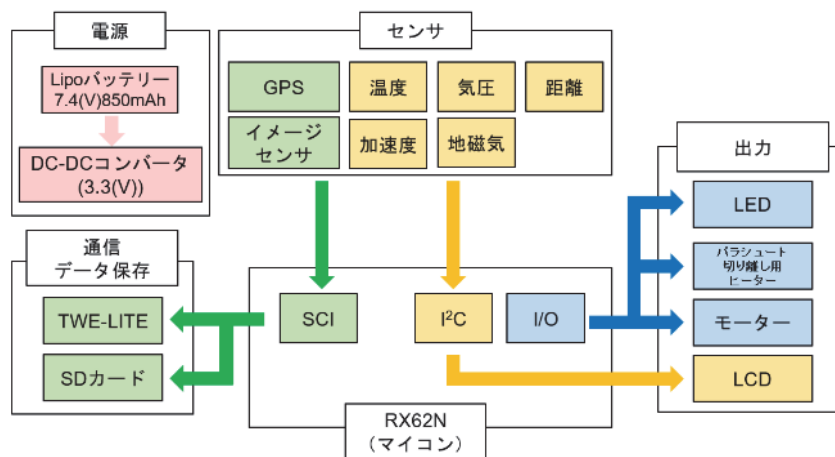 電源
Lipoバッテリー
7.4(V)850mAh
DC-DCコンバータ
(3.3(V))
センサ
GPS
温度
気圧
距離
イメージ
センサ
加速度
地磁気
通信
データ保存
TWE-LITE
SDカード
SCI
I²C
I/O
RX62N
（マイコン）
出力
LED
パラシュート
切り離し用
ヒーター
モーター
LCD